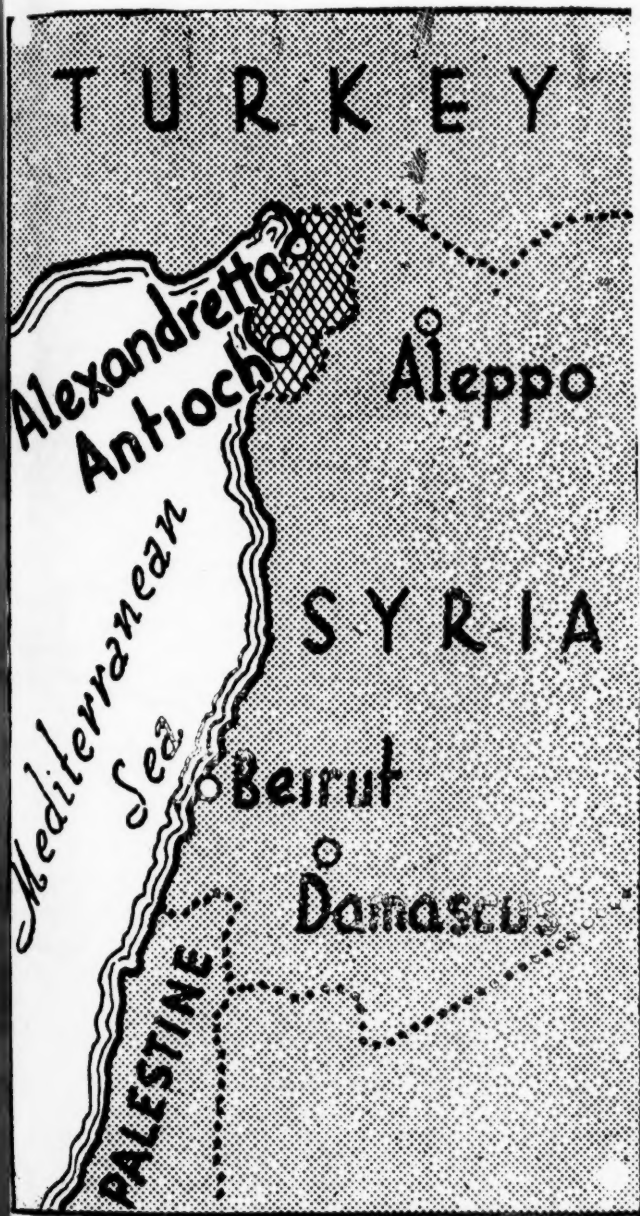 TURKEY
Alexandretta
Antioch
Aleppo
Mediterranean
Sea
SYRIA
Beirut
Damascus
PALESTINE